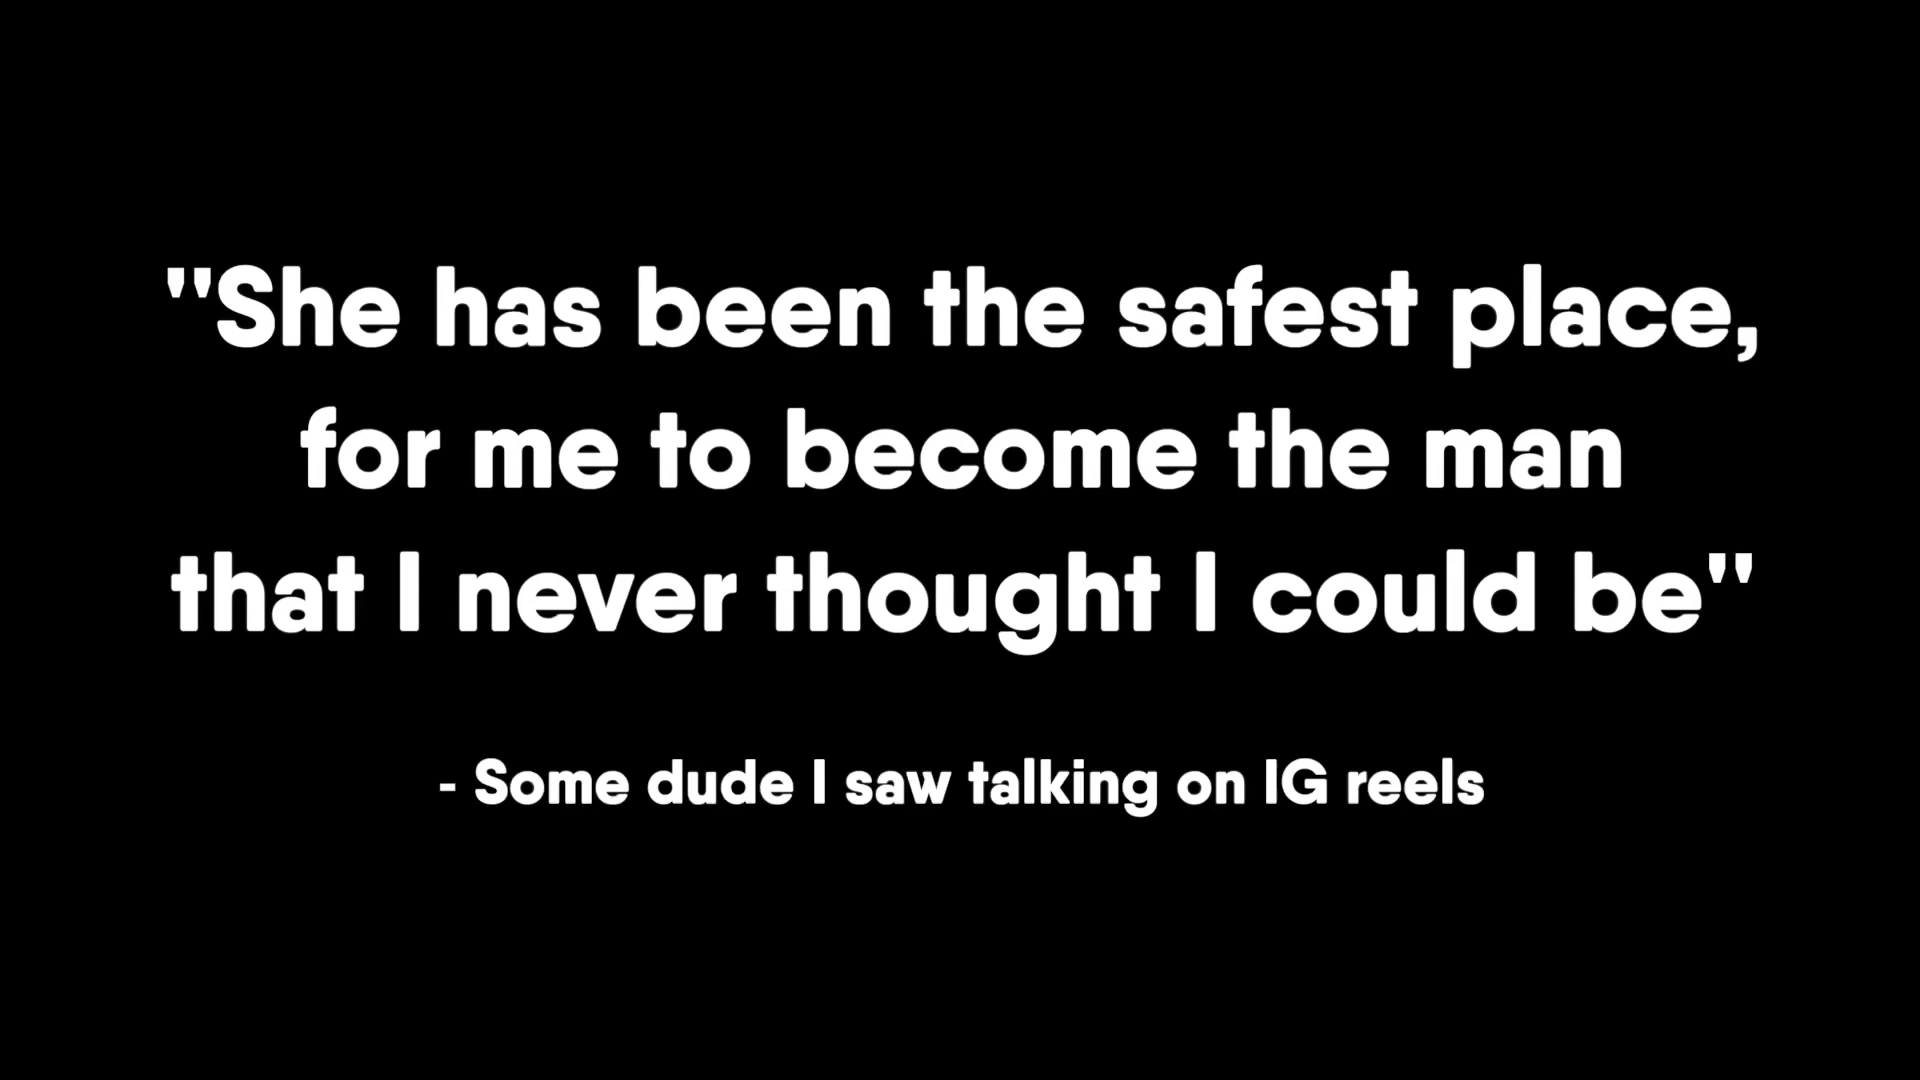 "She has been the safest place,
for me to become the man
that I never thought I could be"
- Some dude I saw talking on IG reels